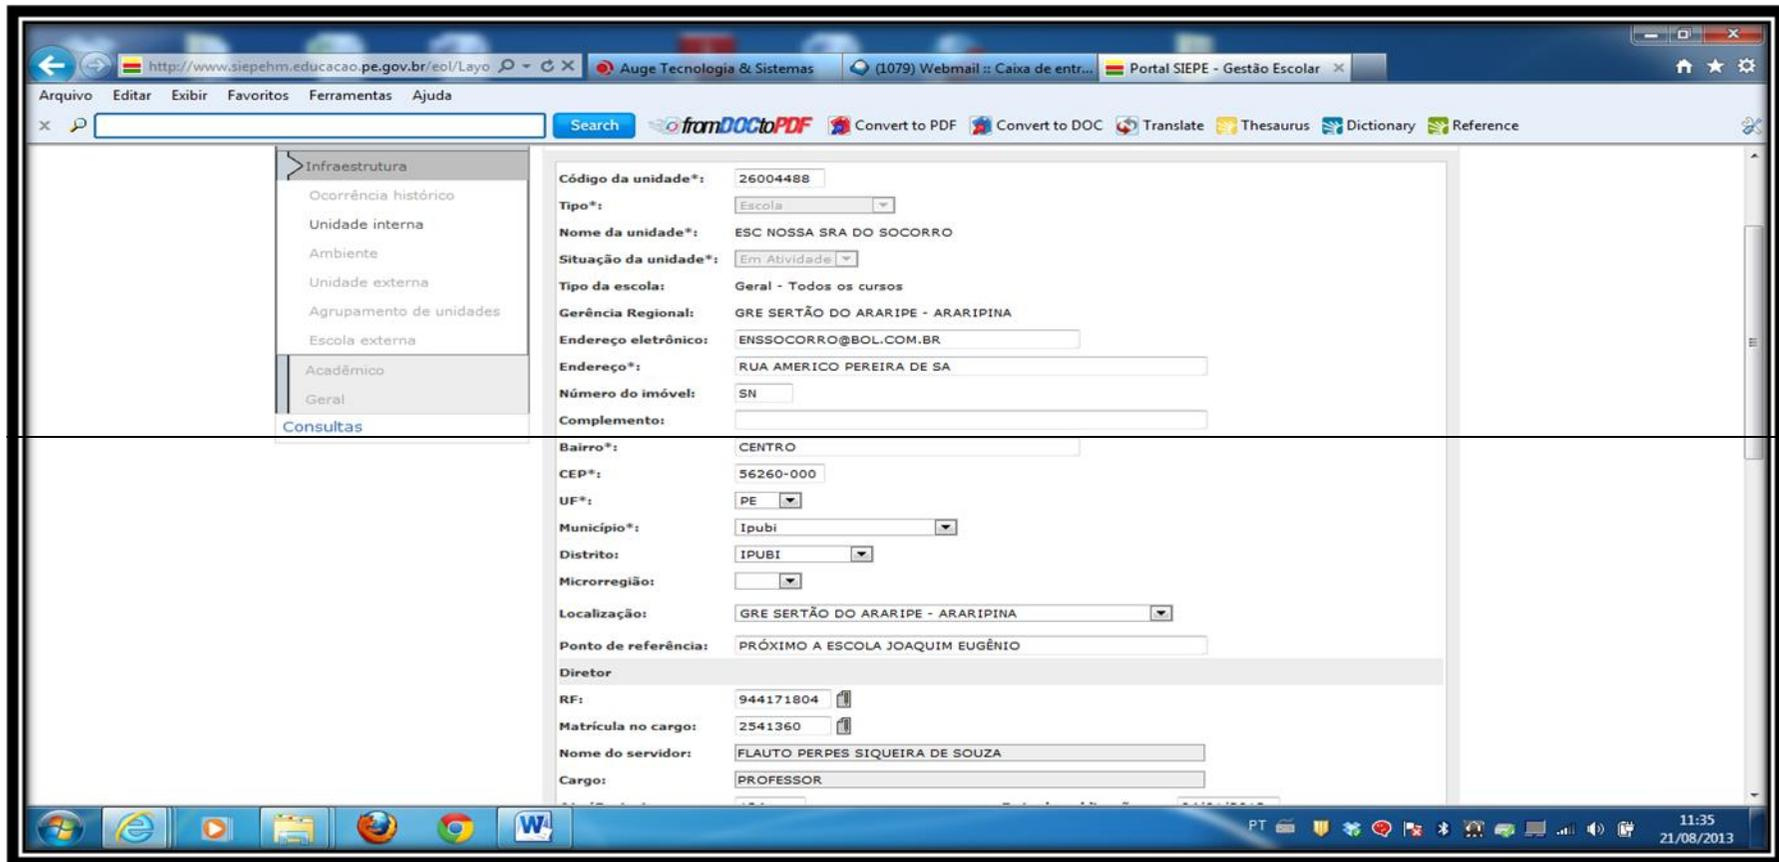 http://www.siepehm.educacao.pe.gov.br/eol/Layo
Auge Tecnologia & Sistemas
(1079) Webmail :: Caixa de entr...
Portal SIEPE - Gestão Escolar
Arquivo Editar Exibir Favoritos Ferramentas Ajuda
Search fromDOCtoPDF Convert to PDF Convert to DOC Translate Thesaurus Dictionary Reference
Infraestrutura
Ocorrência histórico
Unidade interna
Ambiente
Unidade externa
Agrupamento de unidades
Escola externa
Acadêmico
Geral
Consultas
Código da unidade*: 26004488
Tipo*: Escola
Nome da unidade*: ESC NOSSA SRA DO SOCORRO
Situação da unidade*: Em Atividade
Tipo da escola: Geral - Todos os cursos
Gerência Regional: GRE SERTÃO DO ARARIPE - ARARIPINA
Endereço eletrônico: ENSSOCORRO@BOL.COM.BR
Endereço*: RUA AMERICO PEREIRA DE SA
Número do imóvel: SN
Complemento:
Bairro*: CENTRO
CEP*: 56260-000
UF*: PE
Município*: Ipubi
Distrito: IPUBI
Microrregião:
Localização: GRE SERTÃO DO ARARIPE - ARARIPINA
Ponto de referência: PRÓXIMO A ESCOLA JOAQUIM EUGÊNIO
Diretor
RF: 944171804
Matrícula no cargo: 2541360
Nome do servidor: FLAUTO PERPES SIQUEIRA DE SOUZA
Cargo: PROFESSOR
PT
11:35
21/08/2013